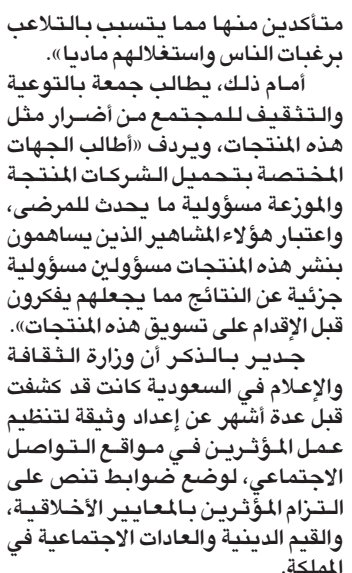 متأكدين منها مما يتسبب بالتلاعب
برغبات الناس واستغلالهم ماديا».
أمام ذلك، يطالب جمعة بالتوعية
والتثقيف للمجتمع من أضرار مثل
هذه المنتجات، ويردف «أطالب الجهات
المختصة بتحميل الشركات المنتجة
والموزعة مسؤولية ما يحدث للمرضى،
واعتبار هؤلاء المشاهير الذين يساهمون
بنشر هذه المنتجات مسؤولين مسؤولية
جزئية عن النتائج مما يجعلهم يفكرون
قبل الإقدام على تسويق هذه المنتجات».
جدير بالذكر أن وزارة الثقافة
والإعلام في السعودية كانت قد كشفت
قبل عدة أشهر عن إعداد وثيقة لتنظيم
عمل المؤثرين في مواقع التواصل
الاجتماعي، لوضع ضوابط تنص على
التزام المؤثرين بالمعايير الأخلاقية،
والقيم الدينية والعادات الاجتماعية في
المملكة.